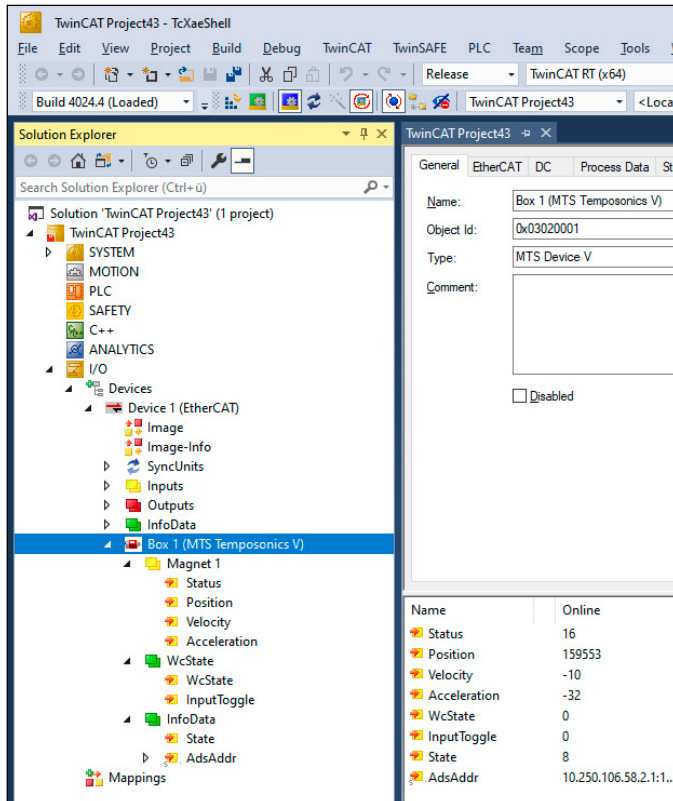 TwinCAT Project43 - TcXaeShell
File Edit View Project Build Debug TwinCAT TwinSAFE PLC Team Scope Tools
Release TwinCAT RT (x64)
Build 4024.4 (Loaded) TwinCAT Project43 <Loca
Solution Explorer
Search Solution Explorer (Ctrl+ü)
Solution 'TwinCAT Project43' (1 project)
TwinCAT Project43
SYSTEM
MOTION
PLC
SAFETY
C++
ANALYTICS
I/O
Devices
Device 1 (EtherCAT)
Image
Image-Info
SyncUnits
Inputs
Outputs
InfoData
Box 1 (MTS Temposonics V)
Magnet 1
Status
Position
Velocity
Acceleration
WcState
WcState
InputToggle
InfoData
State
AdsAddr
Mappings
TwinCAT Project43
General EtherCAT DC Process Data St
Name: Box 1 (MTS Temposonics V)
Object Id: 0x03020001
Type: MTS Device V
Comment:
Disabled
Name Online
Status 16
Position 159553
Velocity -10
Acceleration -32
WcState 0
InputToggle 0
State 8
AdsAddr 10.250.106.58.2.1:1...